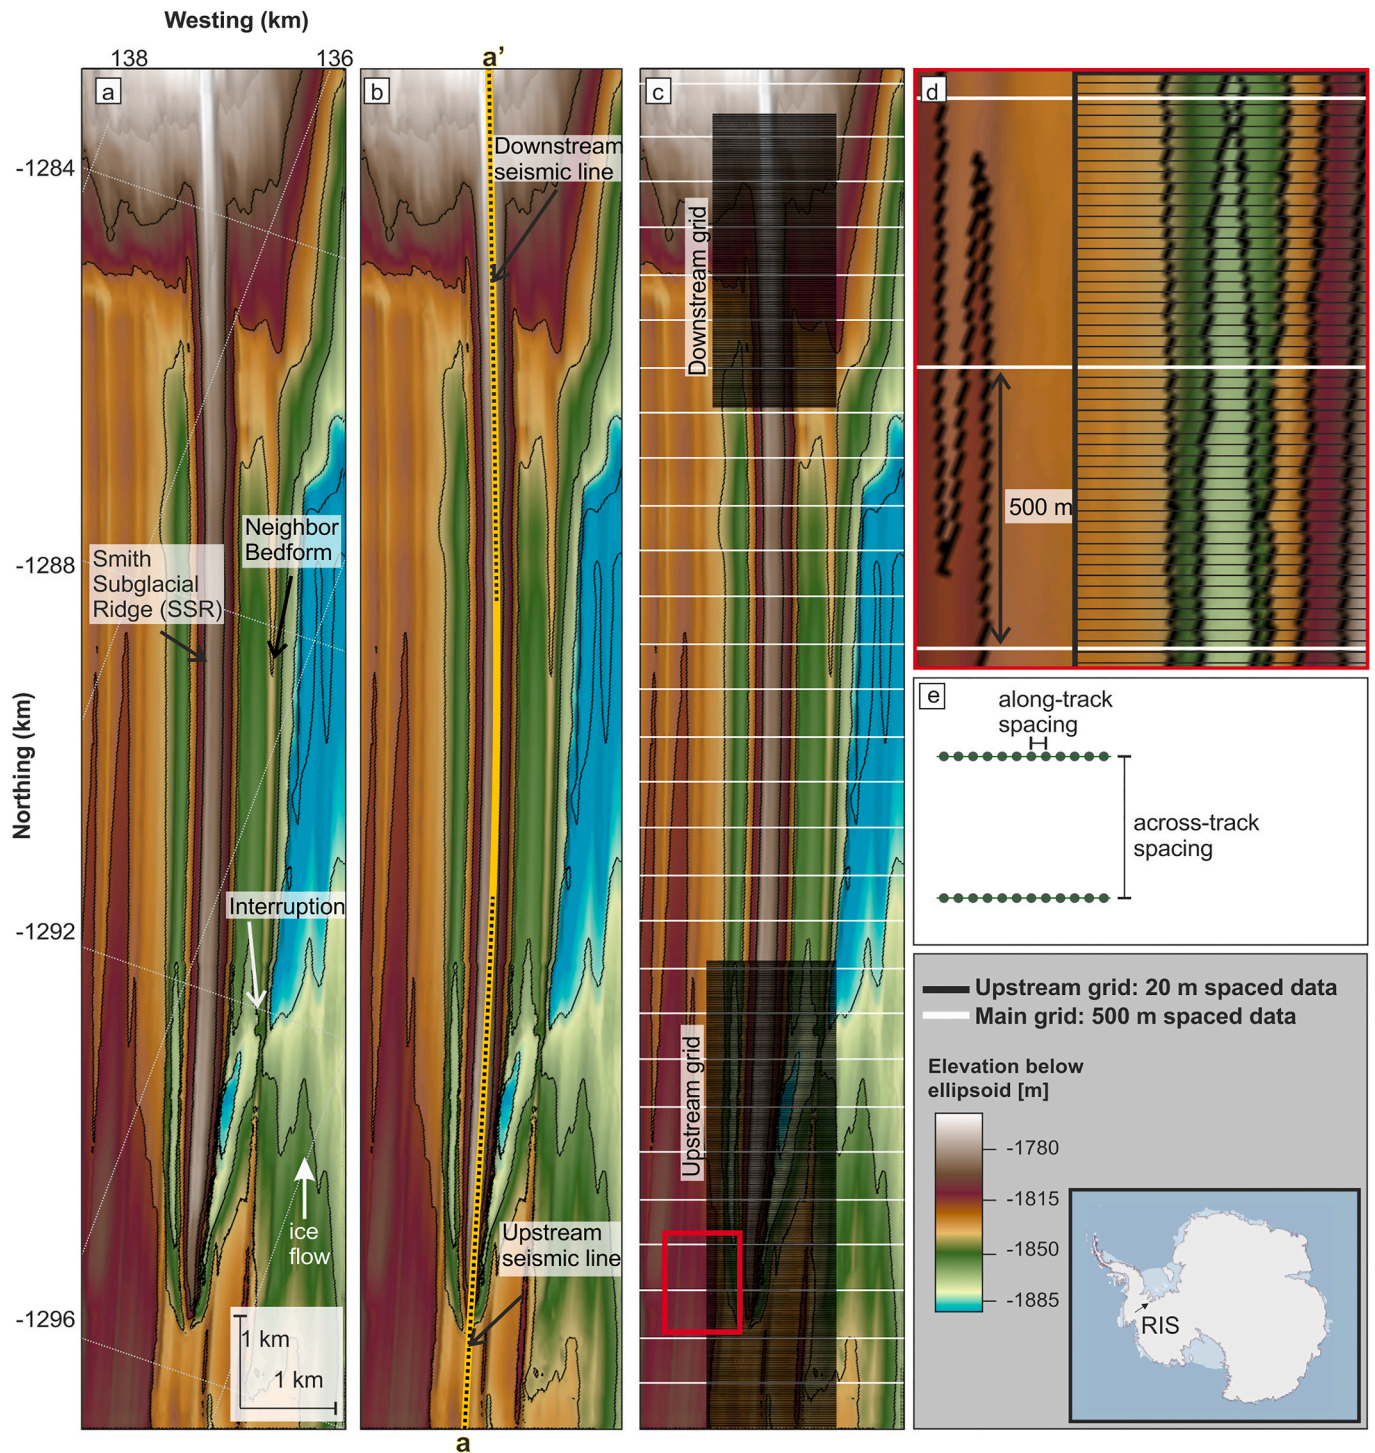 Westing (km)
138
136
a'
a
b
c
d
-1284
-1288
-1292
-1296
Northing (km)
Smith
Subglacial
Ridge (SSR)
Neighbor
Bedform
Interruption
ice
flow
1 km
1 km
Downstream
seismic line
Upstream
seismic line
a
Downstream grid
Upstream grid
500 m
e
along-track
spacing
across-track
spacing
Upstream grid: 20 m spaced data
Main grid: 500 m spaced data
Elevation below
ellipsoid [m]
-1780
-1815
-1850
-1885
RIS